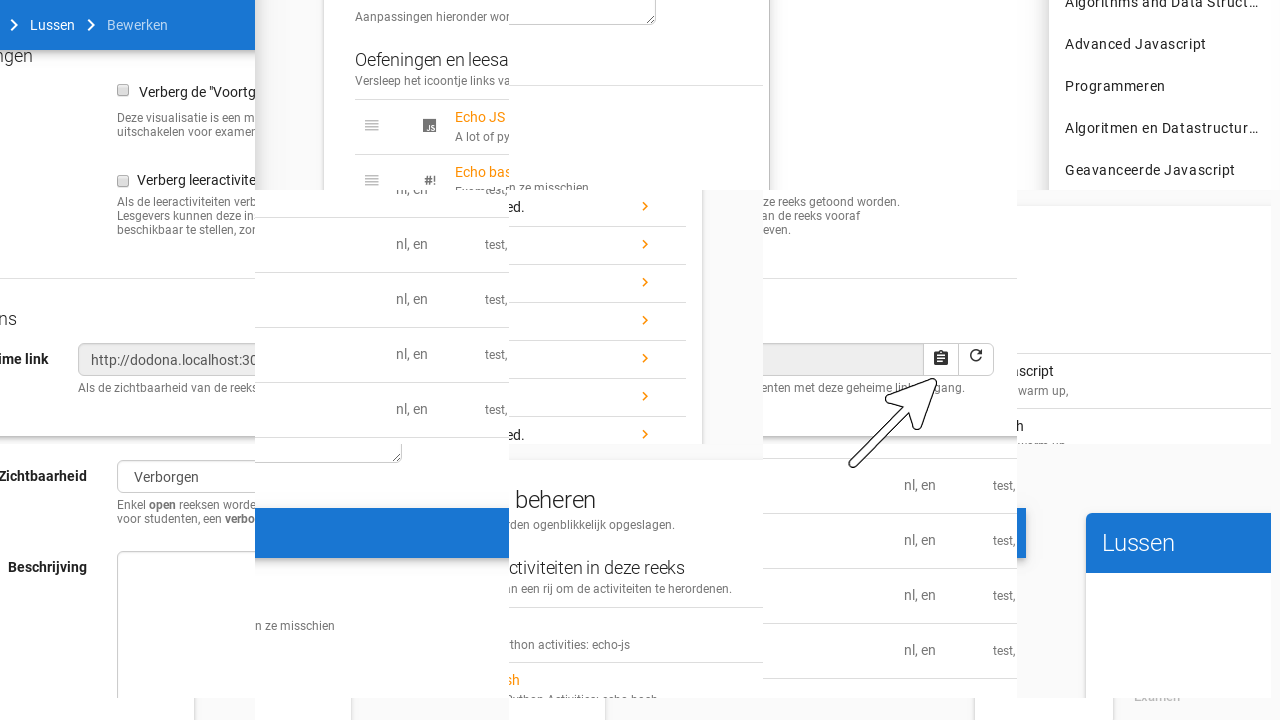 Lussen
Bewerken
ngen
Verberg de "Voortg
Deze visualisatie is een m
uitschakelen voor examer
Verberg leeractivite
Als de leeractiviteiten verb
Lesgevers kunnen deze in
beschikbaar te stellen, zor
ns
ime link
http://dodona.localhost:30
Als de zichtbaarheid van de reeks
Zichtbaarheid
Verborgen
Enkel open reeksen worde
voor studenten, een verbo
Beschrijving
Aanpassingen hieronder wor
Oefeningen en leesa
Versleep het icoontje links va
Echo JS
A lot of py
#!
Echo bas
n ze misschien
Algorithms and Data Struct...
Advanced Javascript
Programmeren
Algoritmen en Datastructur...
Geavanceerde Javascript
nl, en
test,
nl, en
test,
nl, en
test,
nl, en
test,
ed.
ed.
ze reeks getoond worden.
an de reeks vooraf
even.
enten met deze geheime link
gang.
ascript
warm up,
h
n ze misschien
beheren
rden ogenblikkelijk opgeslagen.
ctiviteiten in deze reeks
an een rij om de activiteiten te herordenen.
ython activities: echo-js
sh
nl, en
test,
nl, en
test,
nl, en
test,
nl, en
test,
Lussen
Examen